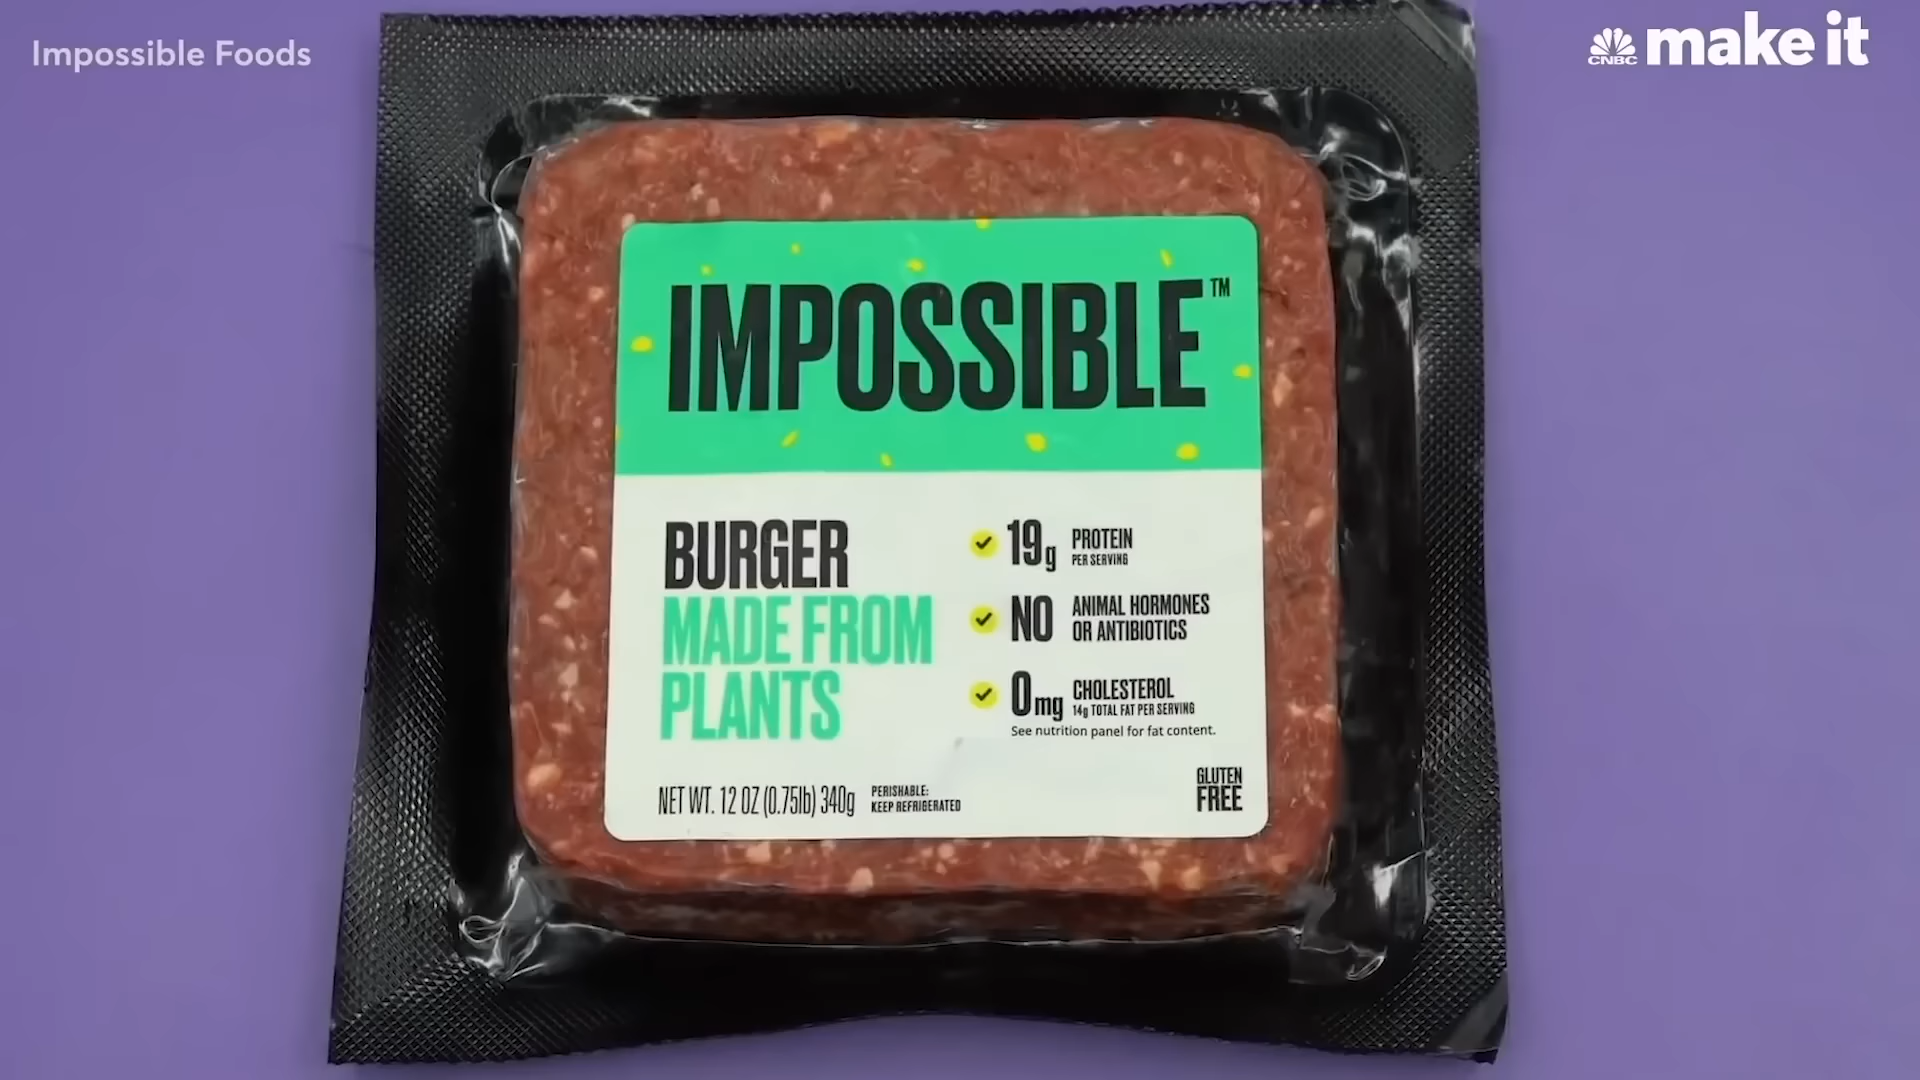 Impossible Foods
CNBC make it
IMPOSSIBLE™
BURGER
MADE FROM
PLANTS
19g PROTEIN
PER SERVING
NO ANIMAL HORMONES
OR ANTIBIOTICS
0mg CHOLESTEROL
14g TOTAL FAT PER SERVING
See nutrition panel for fat content.
NET WT. 12 OZ (0.75lb) 340g
PERISHABLE:
KEEP REFRIGERATED
GLUTEN
FREE